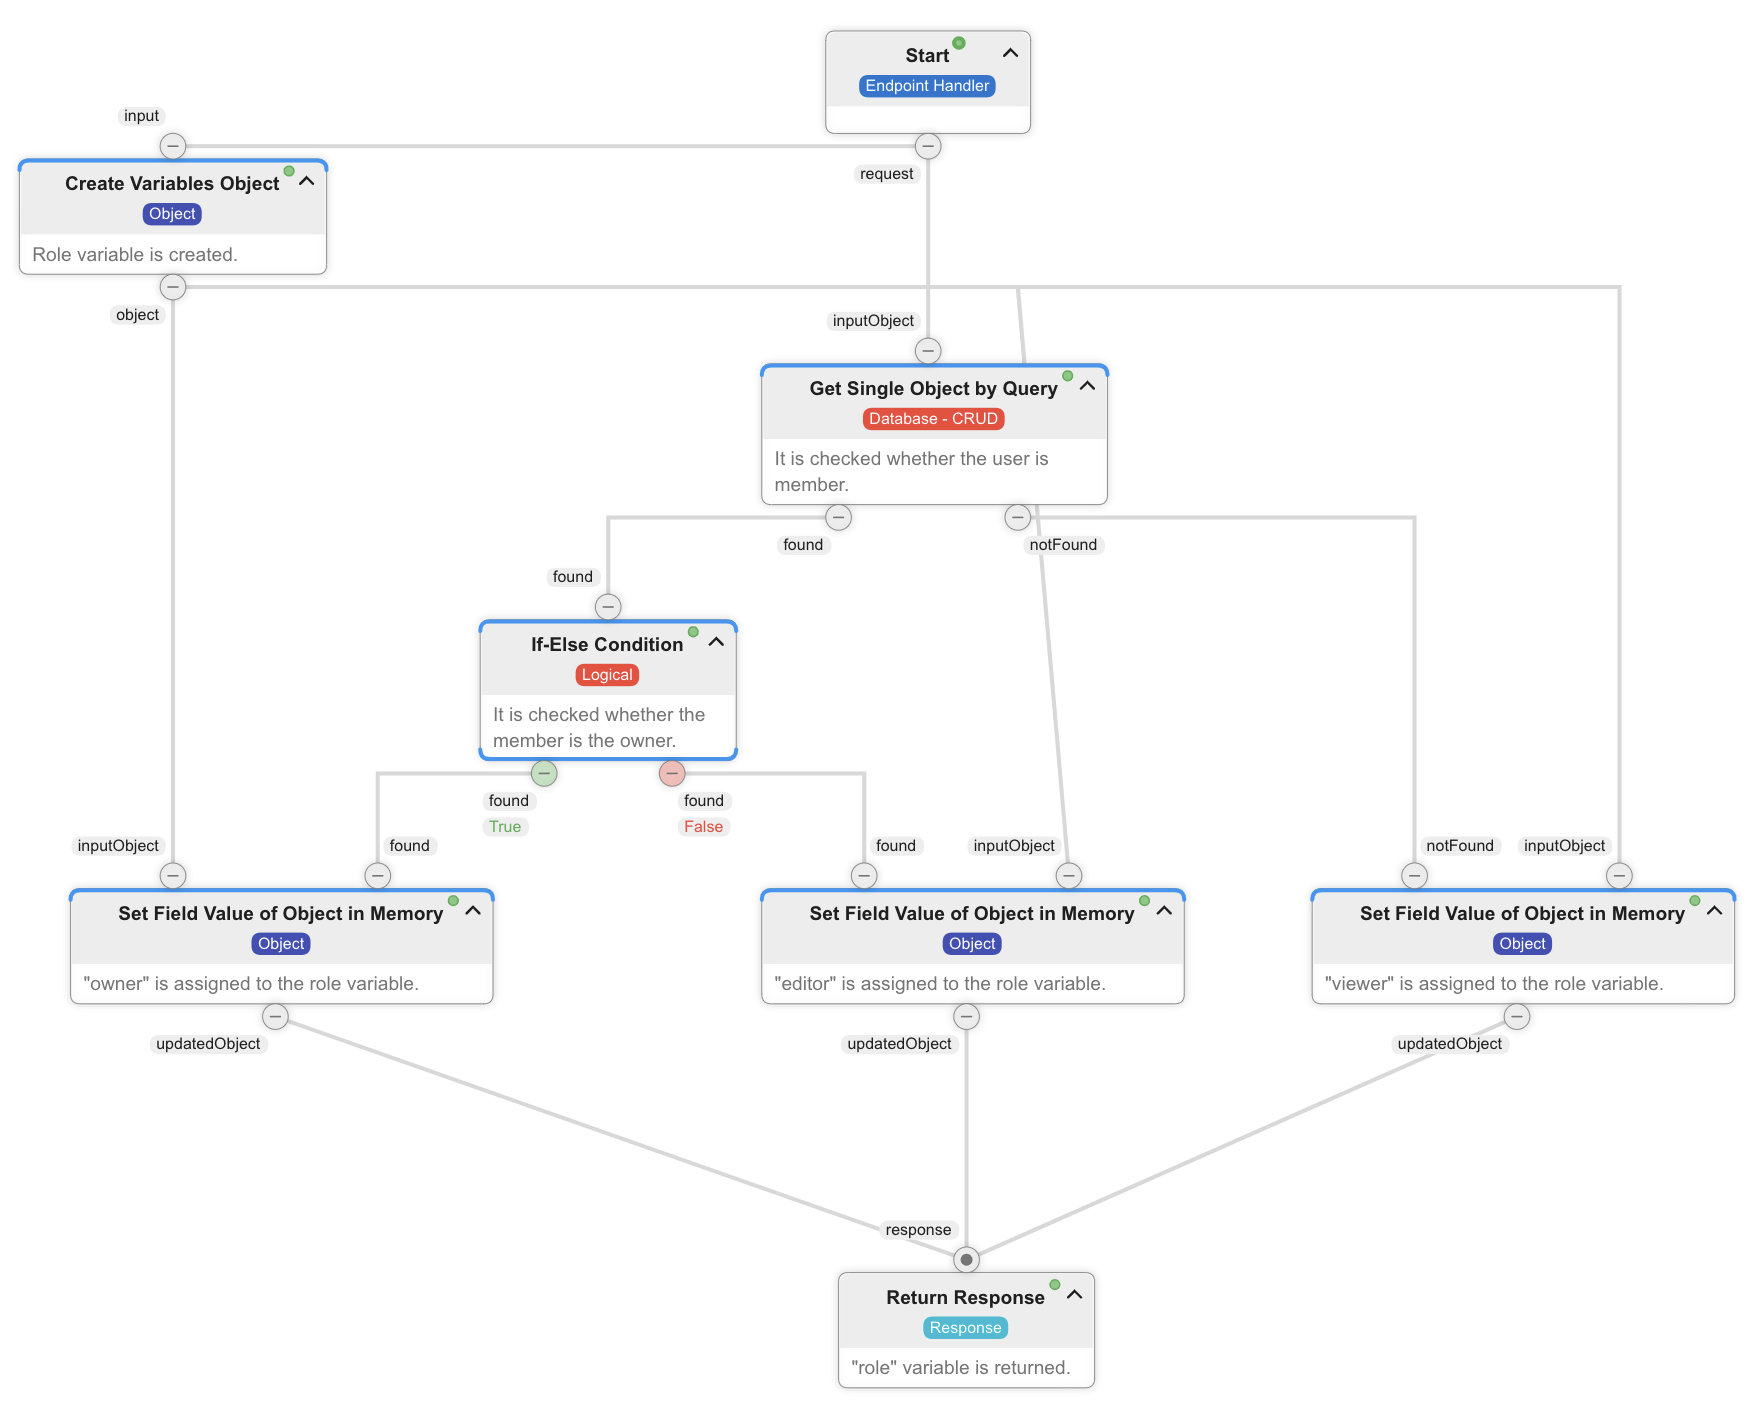 Start
Endpoint Handler
input
request
Create Variables Object
Object
Role variable is created.
object
inputObject
Get Single Object by Query
Database - CRUD
It is checked whether the user is
member.
found
notFound
found
If-Else Condition
Logical
It is checked whether the
member is the owner.
found
True
found
False
inputObject
found
found
inputObject
notFound
inputObject
Set Field Value of Object in Memory
Object
"owner" is assigned to the role variable.
updatedObject
Set Field Value of Object in Memory
Object
"editor" is assigned to the role variable.
updatedObject
Set Field Value of Object in Memory
Object
"viewer" is assigned to the role variable.
updatedObject
response
Return Response
Response
"role" variable is returned.